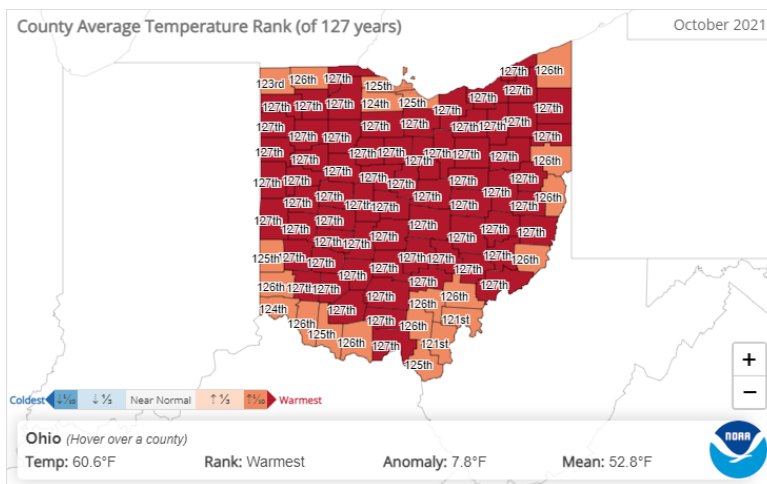 County Average Temperature Rank (of 127 years)
October 2021
127th 126th
123rd 126th 127th 125th 127th
127th
127th 127th 127th 124th 125th 127th 127th
127th 127th 127th 127th 127th 127th
127th 127th 127th
127th 127th 127th 127th 127th 127th 127th 127th 126th
127th
127th 127th 127th 127th 127th 127th
127th 127th 127th 126th
127th 127th 127th 127th 127th
127th 127th 127th
127th 127th 127th 127th
127th 127th 127th
125th 127th 127th 127th 127th 127th 126th
127th 127th
127th 127th
126th 127th 127th 127th
127th 126th 126th
124th 127th
126th 127th 126th 121st
125th
126th 127th 121st
125th
+
−
Coldest ↓⅒ ↓⅓ Near Normal ↑⅓ ↑⅒ Warmest
Ohio (Hover over a county)
Temp: 60.6°F Rank: Warmest Anomaly: 7.8°F Mean: 52.8°F
NOAA